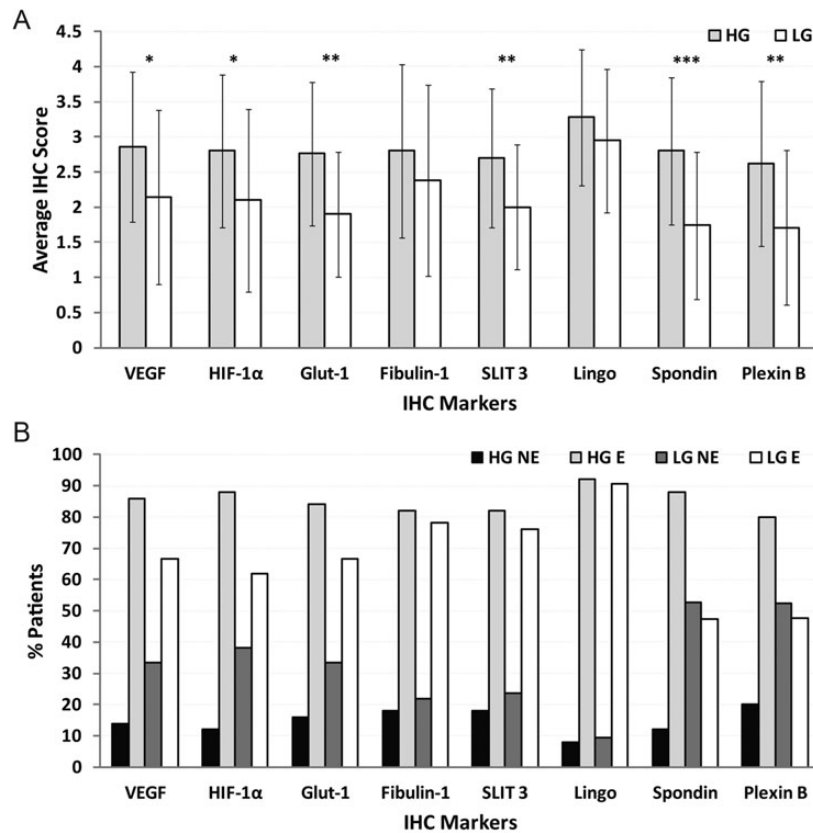 A
HG LG
* * ** ** *** **
4.5
4
3.5
3
2.5
2
1.5
1
0.5
0
Average IHC Score
VEGF HIF-1α Glut-1 Fibulin-1 SLIT 3 Lingo Spondin Plexin B
IHC Markers
B
HG NE HG E LG NE LG E
100
90
80
70
60
50
40
30
20
10
0
% Patients
VEGF HIF-1α Glut-1 Fibulin-1 SLIT 3 Lingo Spondin Plexin B
IHC Markers